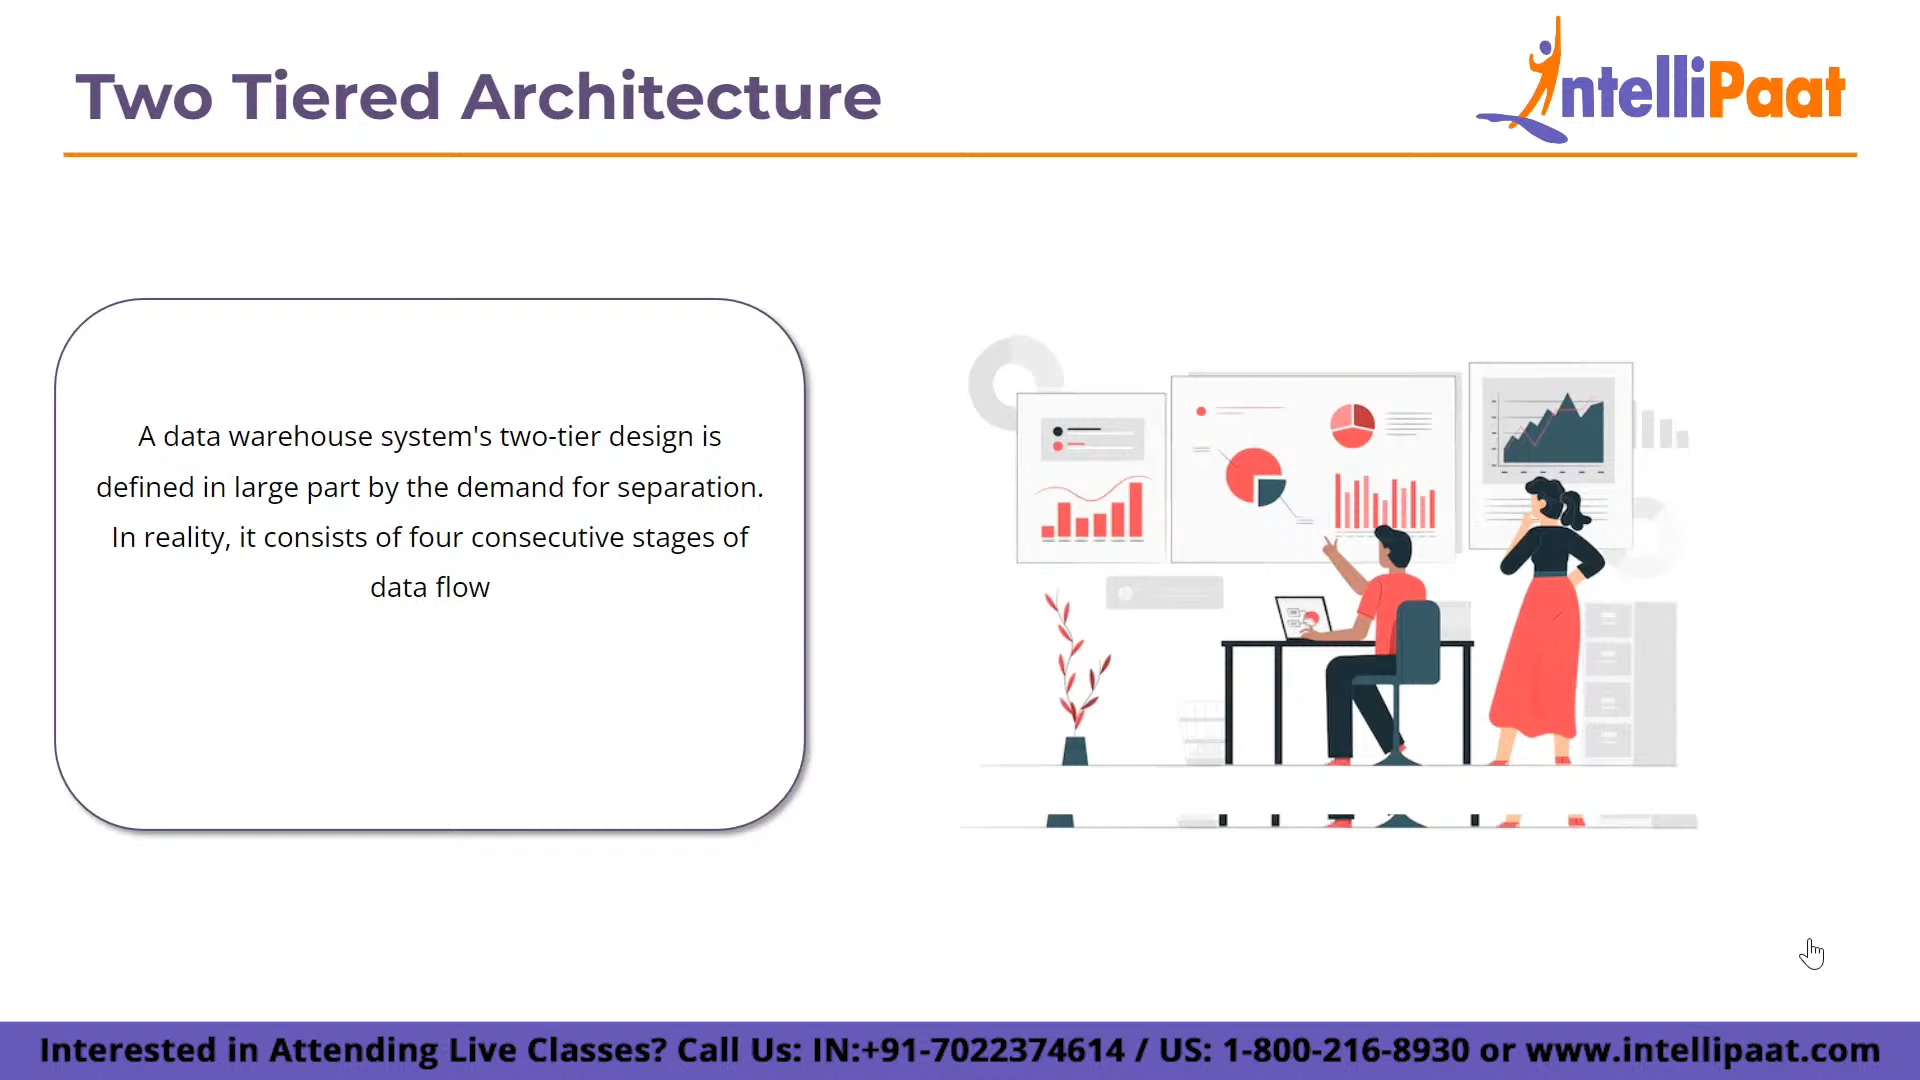 Two Tiered Architecture
IntelliPaat
A data warehouse system's two-tier design is
defined in large part by the demand for separation.
In reality, it consists of four consecutive stages of
data flow
Interested in Attending Live Classes? Call Us: IN:+91-7022374614 / US: 1-800-216-8930 or www.intellipaat.com